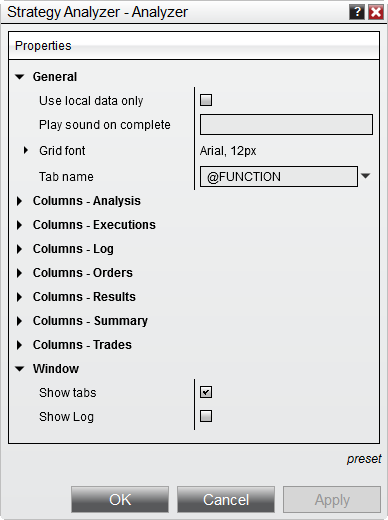 Strategy Analyzer - Analyzer ?
Properties
General
Use local data only
Play sound on complete
Grid font Arial, 12px
Tab name @FUNCTION
Columns - Analysis
Columns - Executions
Columns - Log
Columns - Orders
Columns - Results
Columns - Summary
Columns - Trades
Window
Show tabs
Show Log
preset
OK Cancel Apply